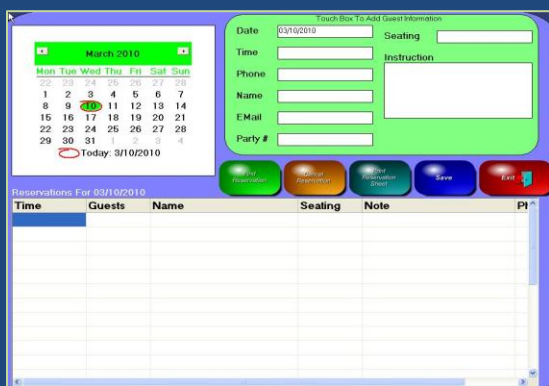 Touch Box To Add Guest Information
March 2010
Mon Tue Wed Thu Fri Sat Sun
22 23 24 25 26 27 28
1 2 3 4 5 6 7
8 9 10 11 12 13 14
15 16 17 18 19 20 21
22 23 24 25 26 27 28
29 30 31 1 2 3 4
Today: 3/10/2010
Date 03/10/2010 Seating
Time Instruction
Phone
Name
EMail
Party #
Reservation
Cancel Reservation
Print Reservation Sheet
Save
Exit
Reservations For 03/10/2010
Time Guests Name Seating Note